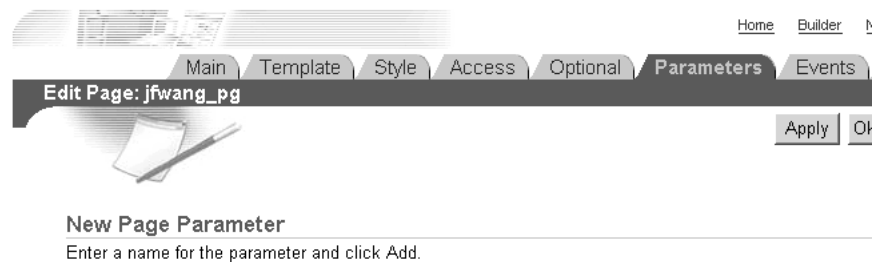 Home Builder
Main Template Style Access Optional Parameters Events
Edit Page: jfwang_pg
Apply
New Page Parameter
Enter a name for the parameter and click Add.